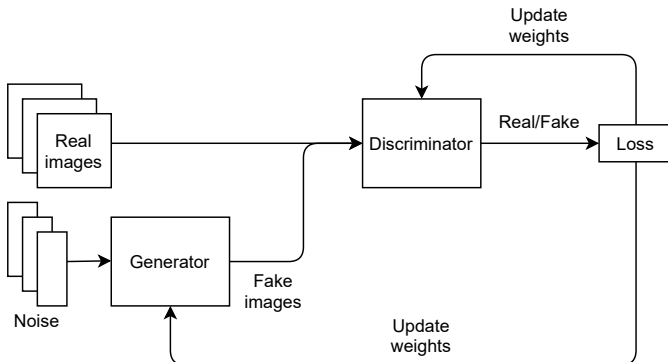 Update
weights
Real
images
Discriminator
Real/Fake
Loss
Generator
Fake
images
Noise
Update
weights